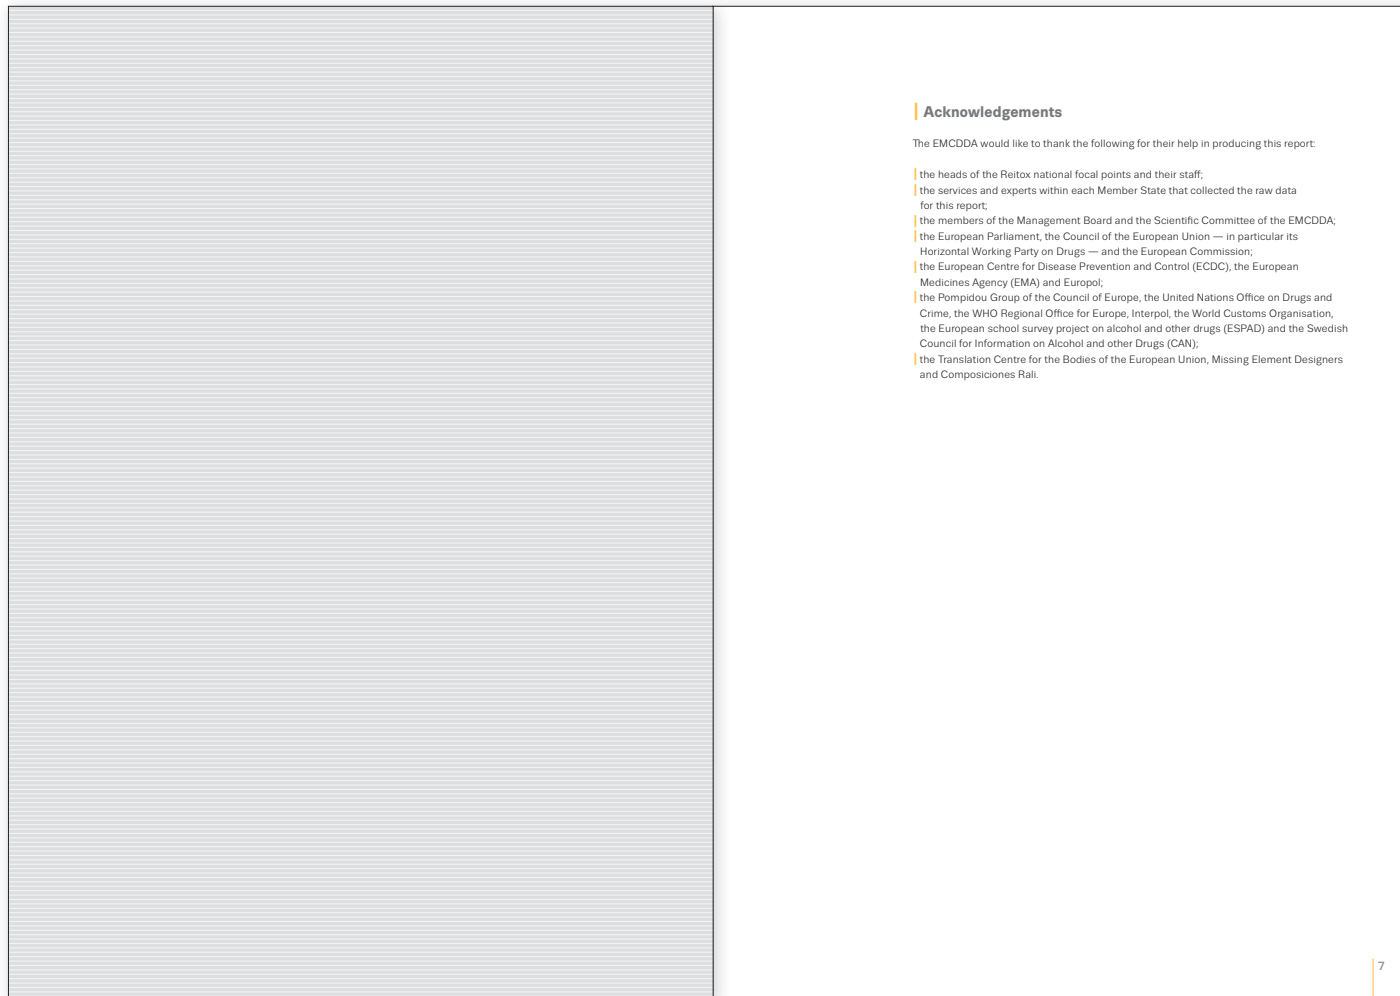 Acknowledgements
The EMCDDA would like to thank the following for their help in producing this report:
the heads of the Reitox national focal points and their staff;
the services and experts within each Member State that collected the raw data
for this report;
the members of the Management Board and the Scientific Committee of the EMCDDA;
the European Parliament, the Council of the European Union — in particular its
Horizontal Working Party on Drugs — and the European Commission;
the European Centre for Disease Prevention and Control (ECDC), the European
Medicines Agency (EMA) and Europol;
the Pompidou Group of the Council of Europe, the United Nations Office on Drugs and
Crime, the WHO Regional Office for Europe, Interpol, the World Customs Organisation,
the European school survey project on alcohol and other drugs (ESPAD) and the Swedish
Council for Information on Alcohol and other Drugs (CAN);
the Translation Centre for the Bodies of the European Union, Missing Element Designers
and Composiciones Rali.
7